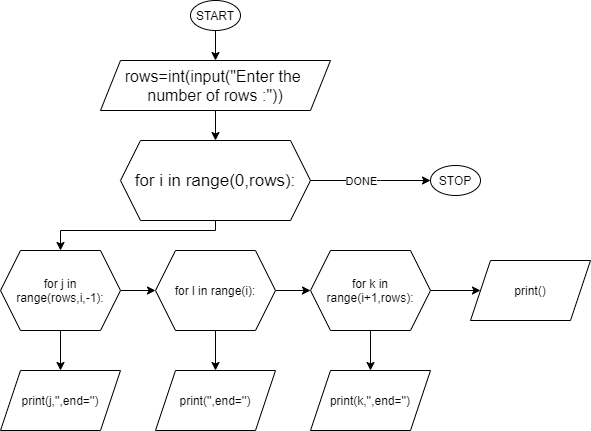 START
rows=int(input("Enter the
number of rows :"))
for i in range(0,rows):
DONE
STOP
for j in
range(rows,i,-1):
for l in range(i):
for k in
range(i+1,rows):
print()
print(j,'',end='')
print('',end='')
print(k,'',end='')